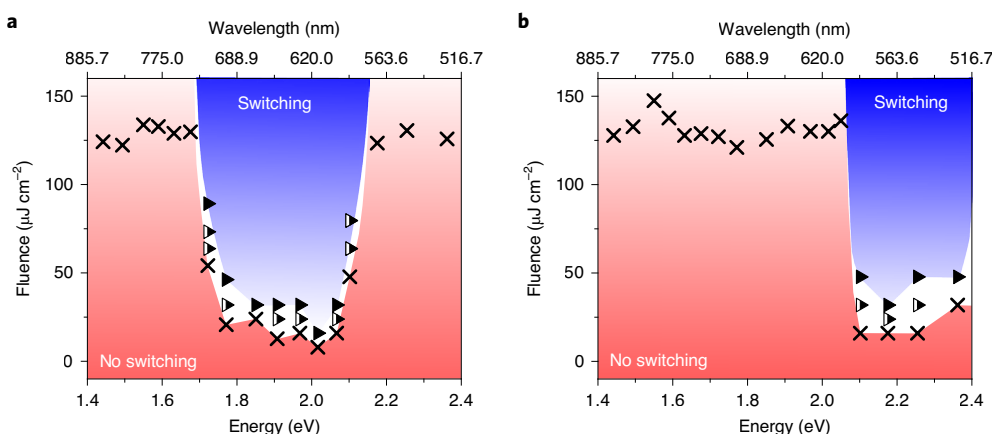 a
Wavelength (nm)
885.7 775.0 688.9 620.0 563.6 516.7
150
100
50
0
Fluence (μJ cm−2)
Switching
No switching
1.4 1.6 1.8 2.0 2.2 2.4
Energy (eV)
b
Wavelength (nm)
885.7 775.0 688.9 620.0 563.6 516.7
150
100
50
0
Fluence (μJ cm−2)
Switching
No switching
1.4 1.6 1.8 2.0 2.2 2.4
Energy (eV)